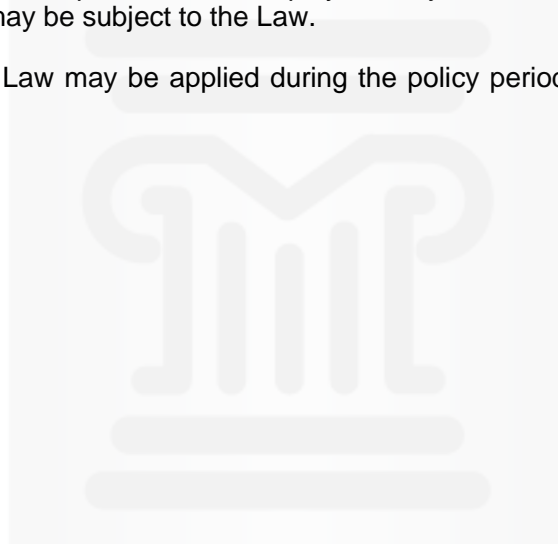 may be subject to the Law.
Law may be applied during the policy period